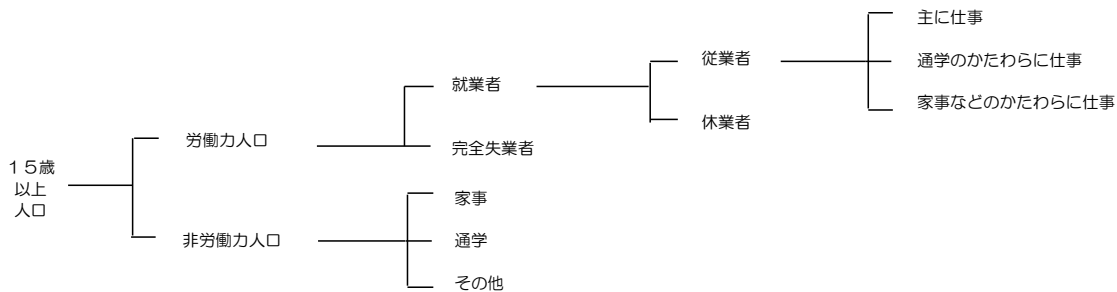 １５歳
以上
人口
労働力人口
非労働力人口
就業者
完全失業者
家事
通学
その他
従業者
休業者
主に仕事
通学のかたわらに仕事
家事などのかたわらに仕事